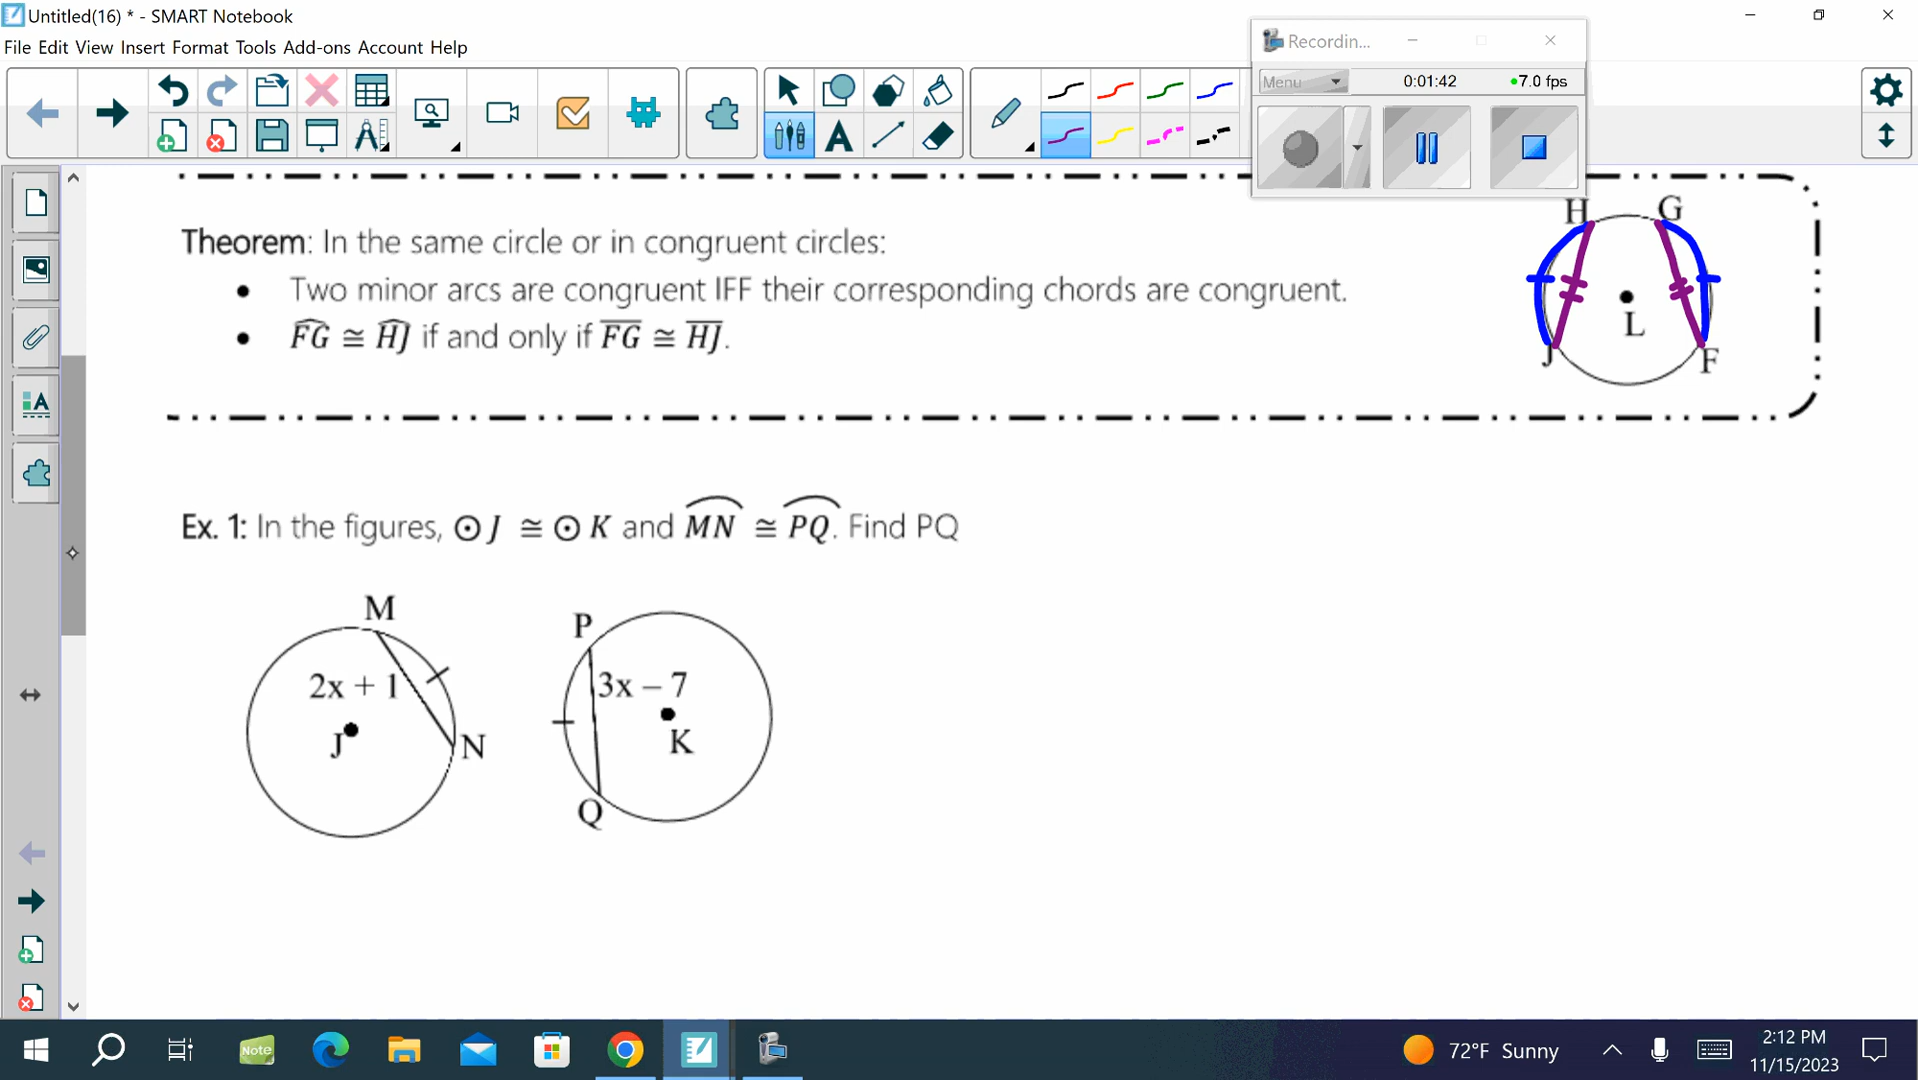 Untitled(16) * - SMART Notebook
File Edit View Insert Format Tools Add-ons Account Help
Recordin...
Menu 0:01:42 7.0 fps
Theorem: In the same circle or in congruent circles:
• Two minor arcs are congruent IFF their corresponding chords are congruent.
• FG ≅ HJ if and only if FG ≅ HJ.
H G
L
J F
Ex. 1: In the figures, ⊙ J ≅ ⊙ K and MN ≅ PQ. Find PQ
M
2x + 1
J
N
P
3x – 7
K
Q
Note
72°F Sunny
2:12 PM
11/15/2023